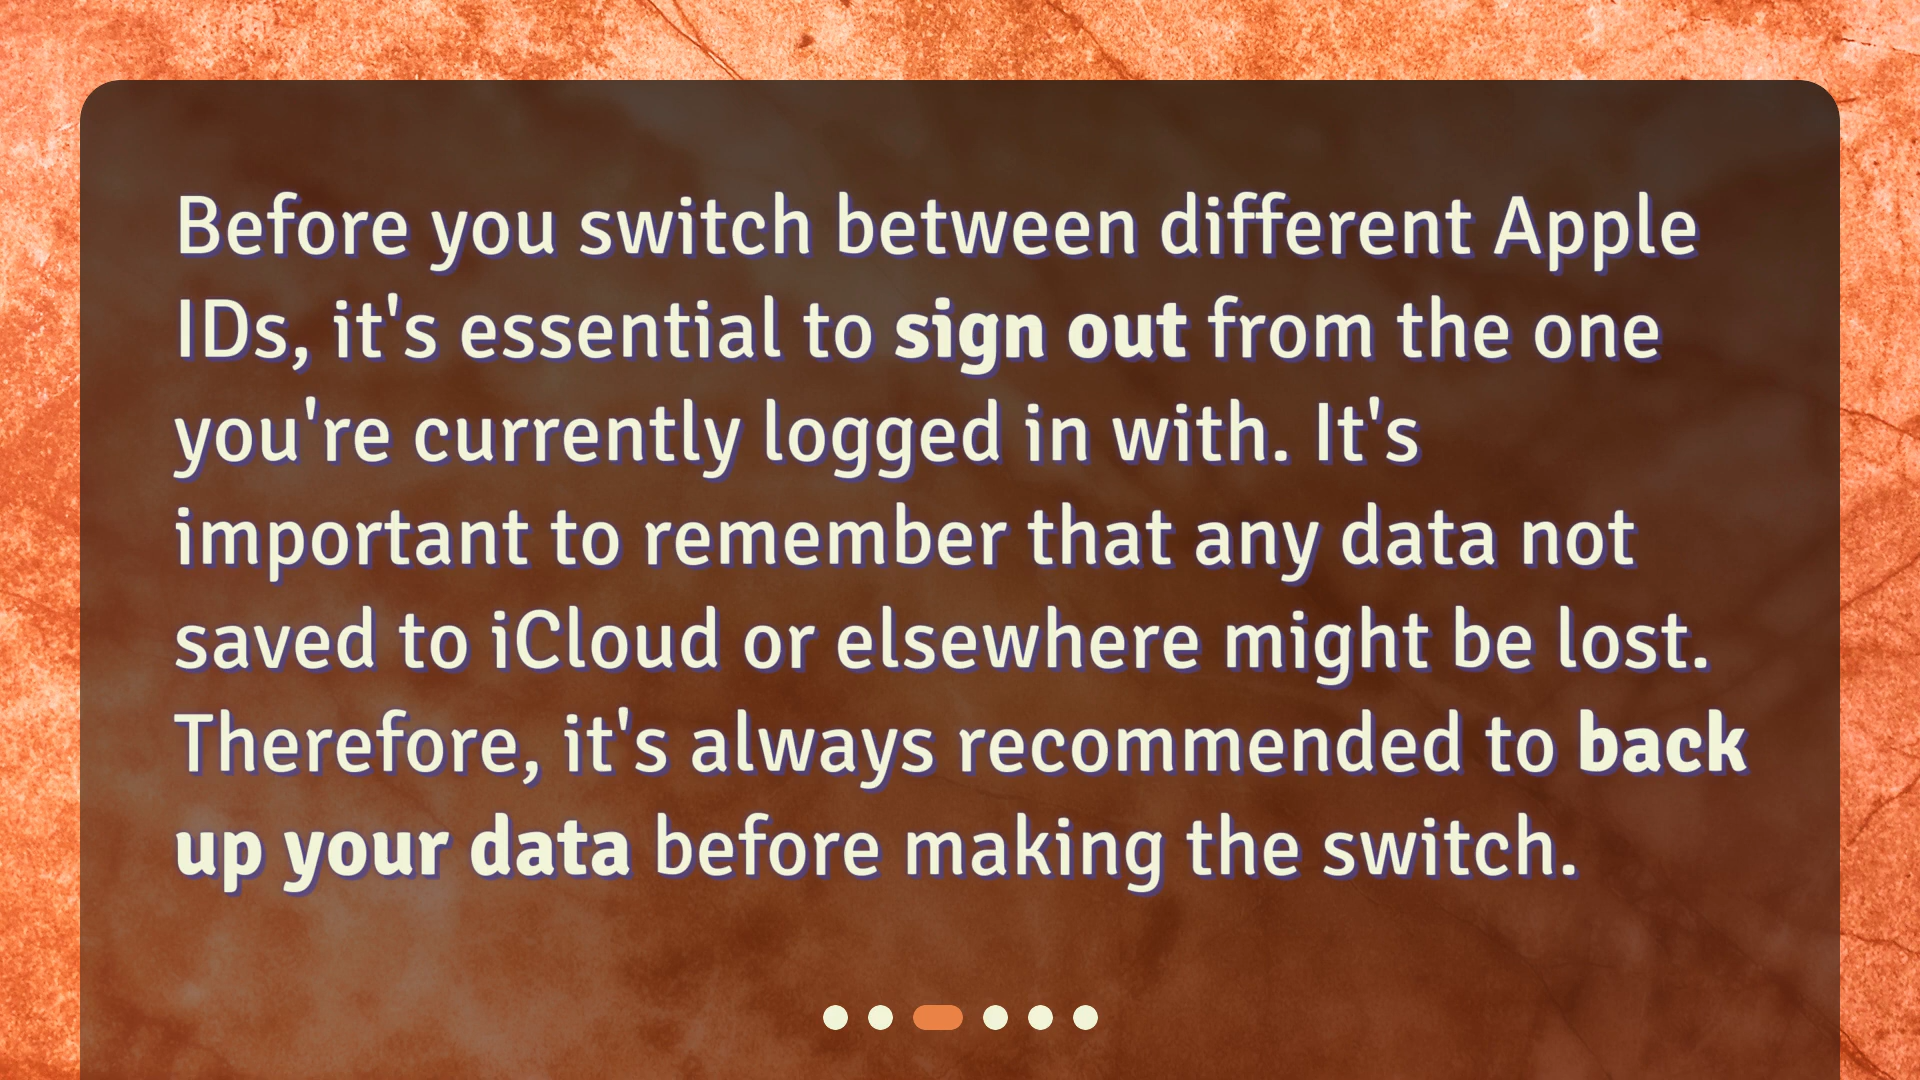 Before you switch between different Apple
IDs, it's essential to sign out from the one
you're currently logged in with. It's
important to remember that any data not
saved to iCloud or elsewhere might be lost.
Therefore, it's always recommended to back
up your data before making the switch.